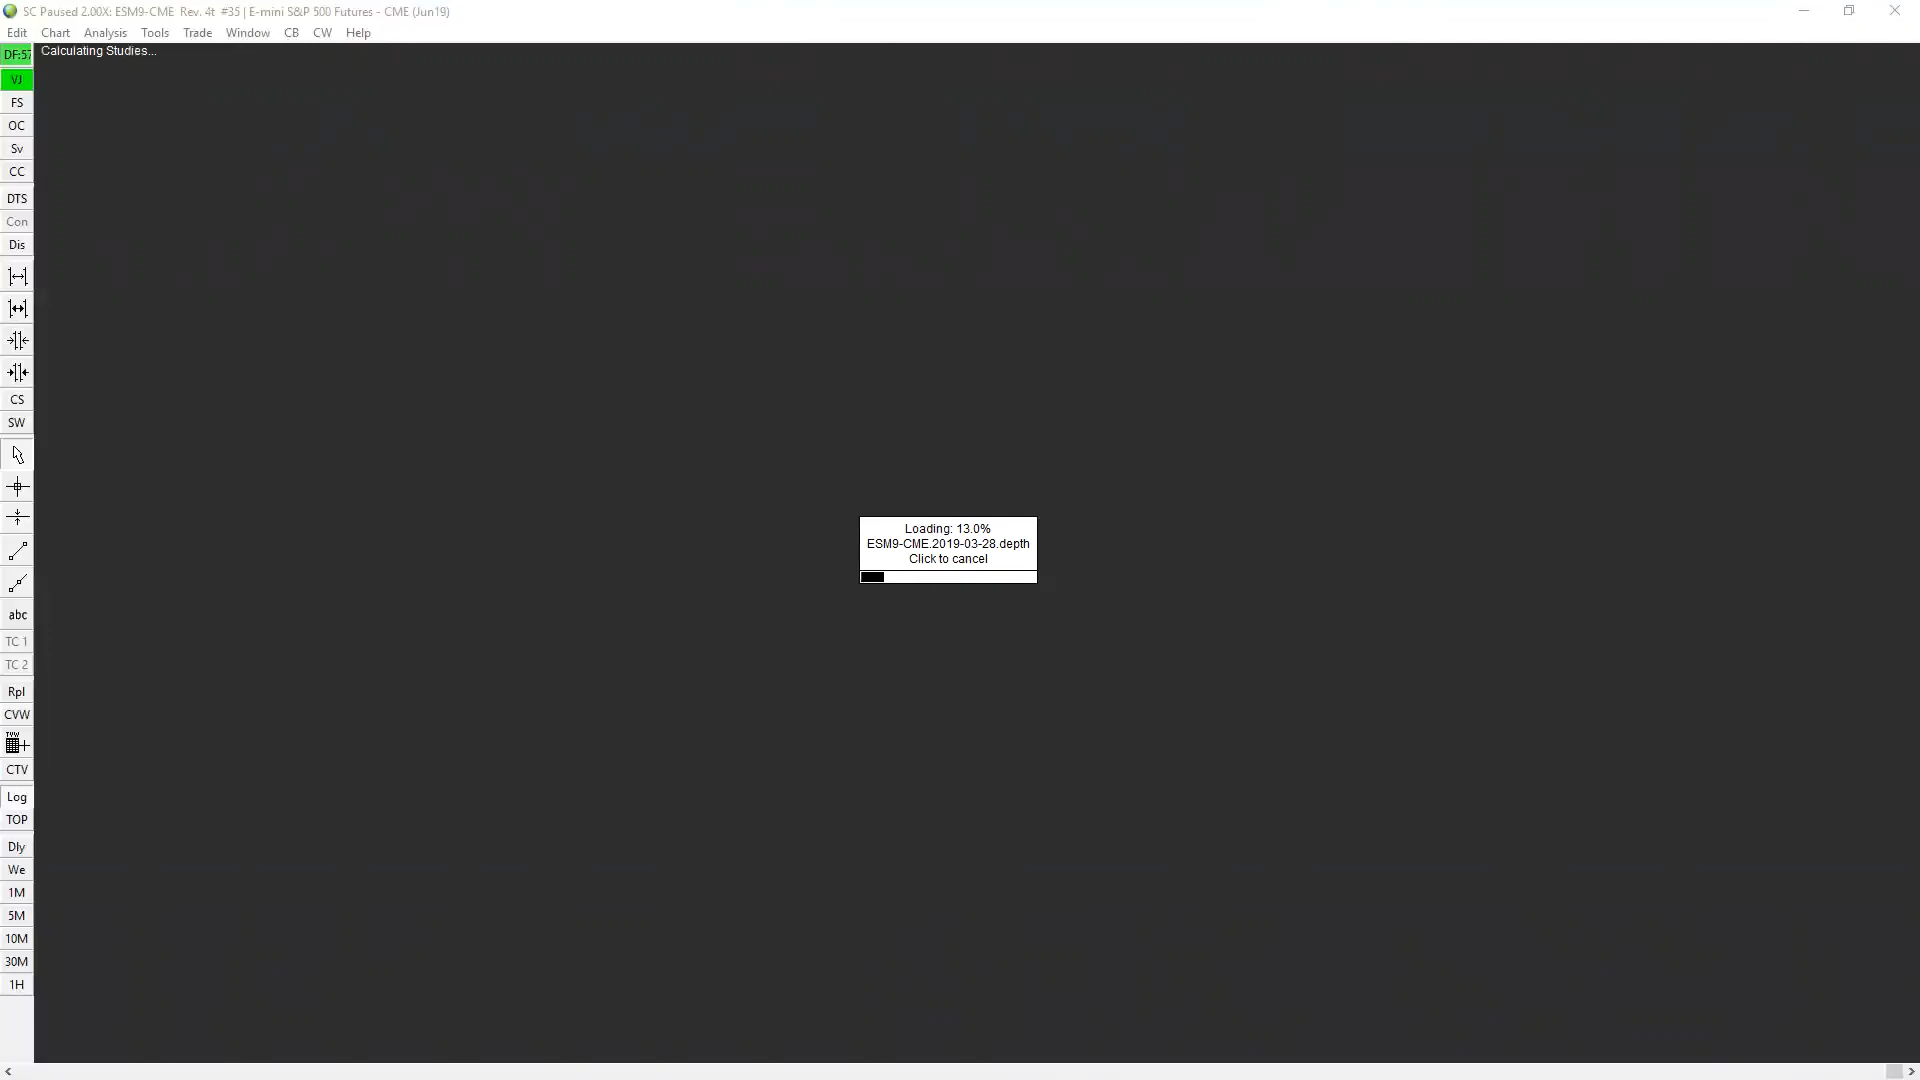 SC Paused 2.00X: ESM9-CME  Rev. 4t  #35 | E-mini S&P 500 Futures - CME (Jun19)
Edit Chart Analysis Tools Trade Window CB CW Help
DF:57
Calculating Studies...
VJ
FS
OC
Sv
CC
DTS
Con
Dis
CS
SW
Loading: 13.0%
ESM9-CME.2019-03-28.depth
Click to cancel
abc
TC 1
TC 2
Rpl
CVW
TVW
CTV
Log
TOP
Dly
We
1M
5M
10M
30M
1H